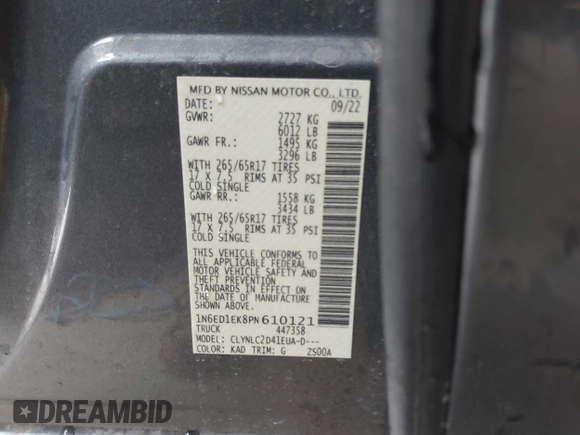 MFD BY NISSAN MOTOR CO., LTD.
DATE: 09/22
GVWR: 2727 KG
6012 LB
GAWR FR.: 1495 KG
3296 LB
WITH 265/65R17 TIRES
17 X 7.5 RIMS AT 35 PSI
COLD SINGLE
GAWR RR.: 1558 KG
3434 LB
WITH 265/65R17 TIRES
17 X 7.5 RIMS AT 35 PSI
COLD SINGLE
THIS VEHICLE CONFORMS TO
ALL APPLICABLE FEDERAL
MOTOR VEHICLE SAFETY AND
THEFT PREVENTION
STANDARDS IN EFFECT ON
THE DATE OF MANUFACTURE
SHOWN ABOVE.
1N6ED1EK8PN610121
TRUCK 447358
MODEL: CLYNLC2D41EUA-D---
COLOR: KAD TRIM: G ZS00A
DREAMBID